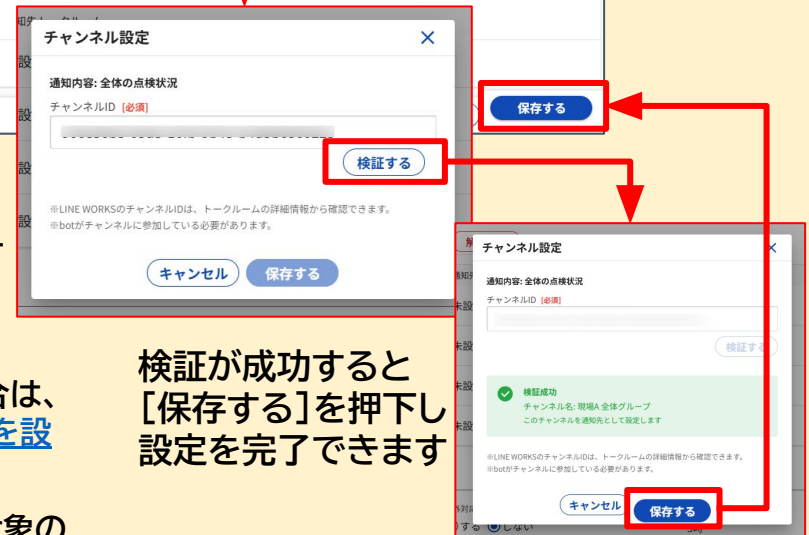 チャンネル設定
通知内容: 全体の点検状況
チャンネルID [必須]
検証する
※LINE WORKSのチャンネルIDは、トークルームの詳細情報から確認できます。
※botがチャンネルに参加している必要があります。
キャンセル
保存する
保存する
合は、
を設
対象の
検証が成功すると
[保存する]を押下し
設定を完了できます
チャンネル設定
通知内容: 全体の点検状況
チャンネルID [必須]
検証する
検証成功
チャンネル名: 現場A 全体グループ
このチャンネルを通知先として設定します
※LINE WORKSのチャンネルIDは、トークルームの詳細情報から確認できます。
※botがチャンネルに参加している必要があります。
キャンセル
保存する
する
しない